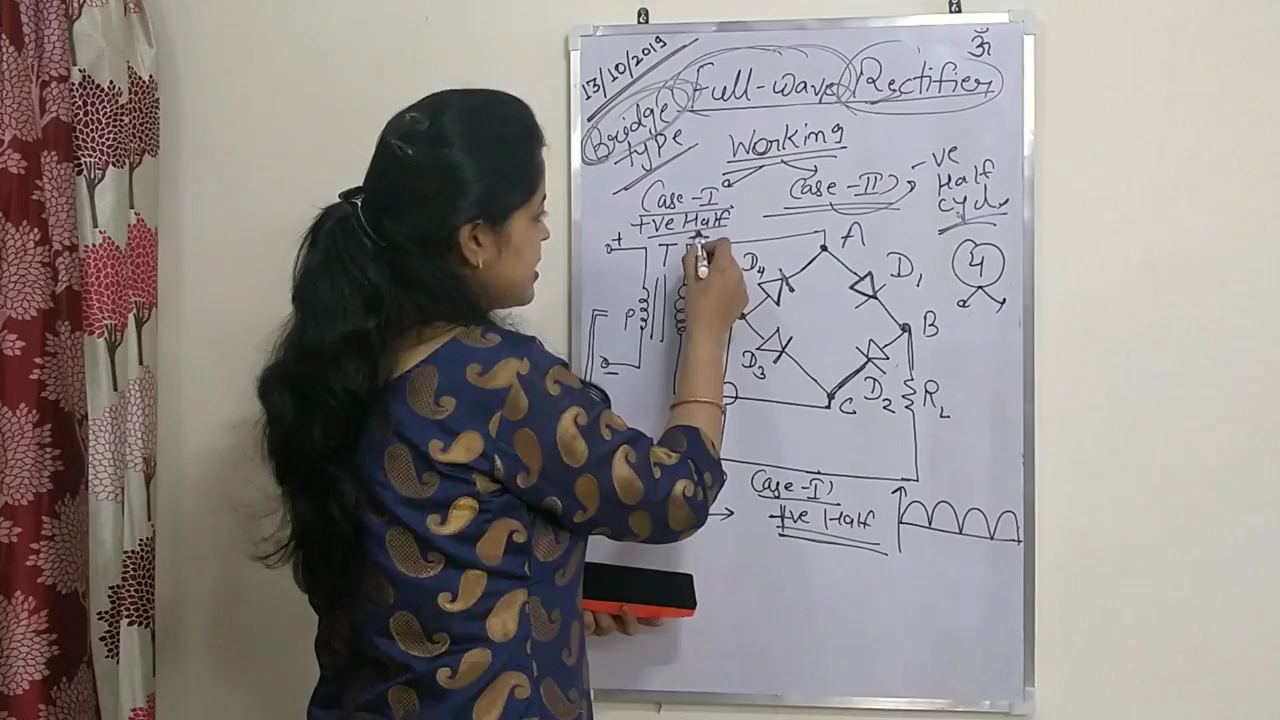 ॐ
13/10/2019
Full-wave Rectifier
Bridge
type
Working
Case-I
+ve Half
Case-II)
-ve
Half
cycle
+
T
P
-
A
D4
D1
B
4
D3
D2
C
RL
Case-I)
+ve Half